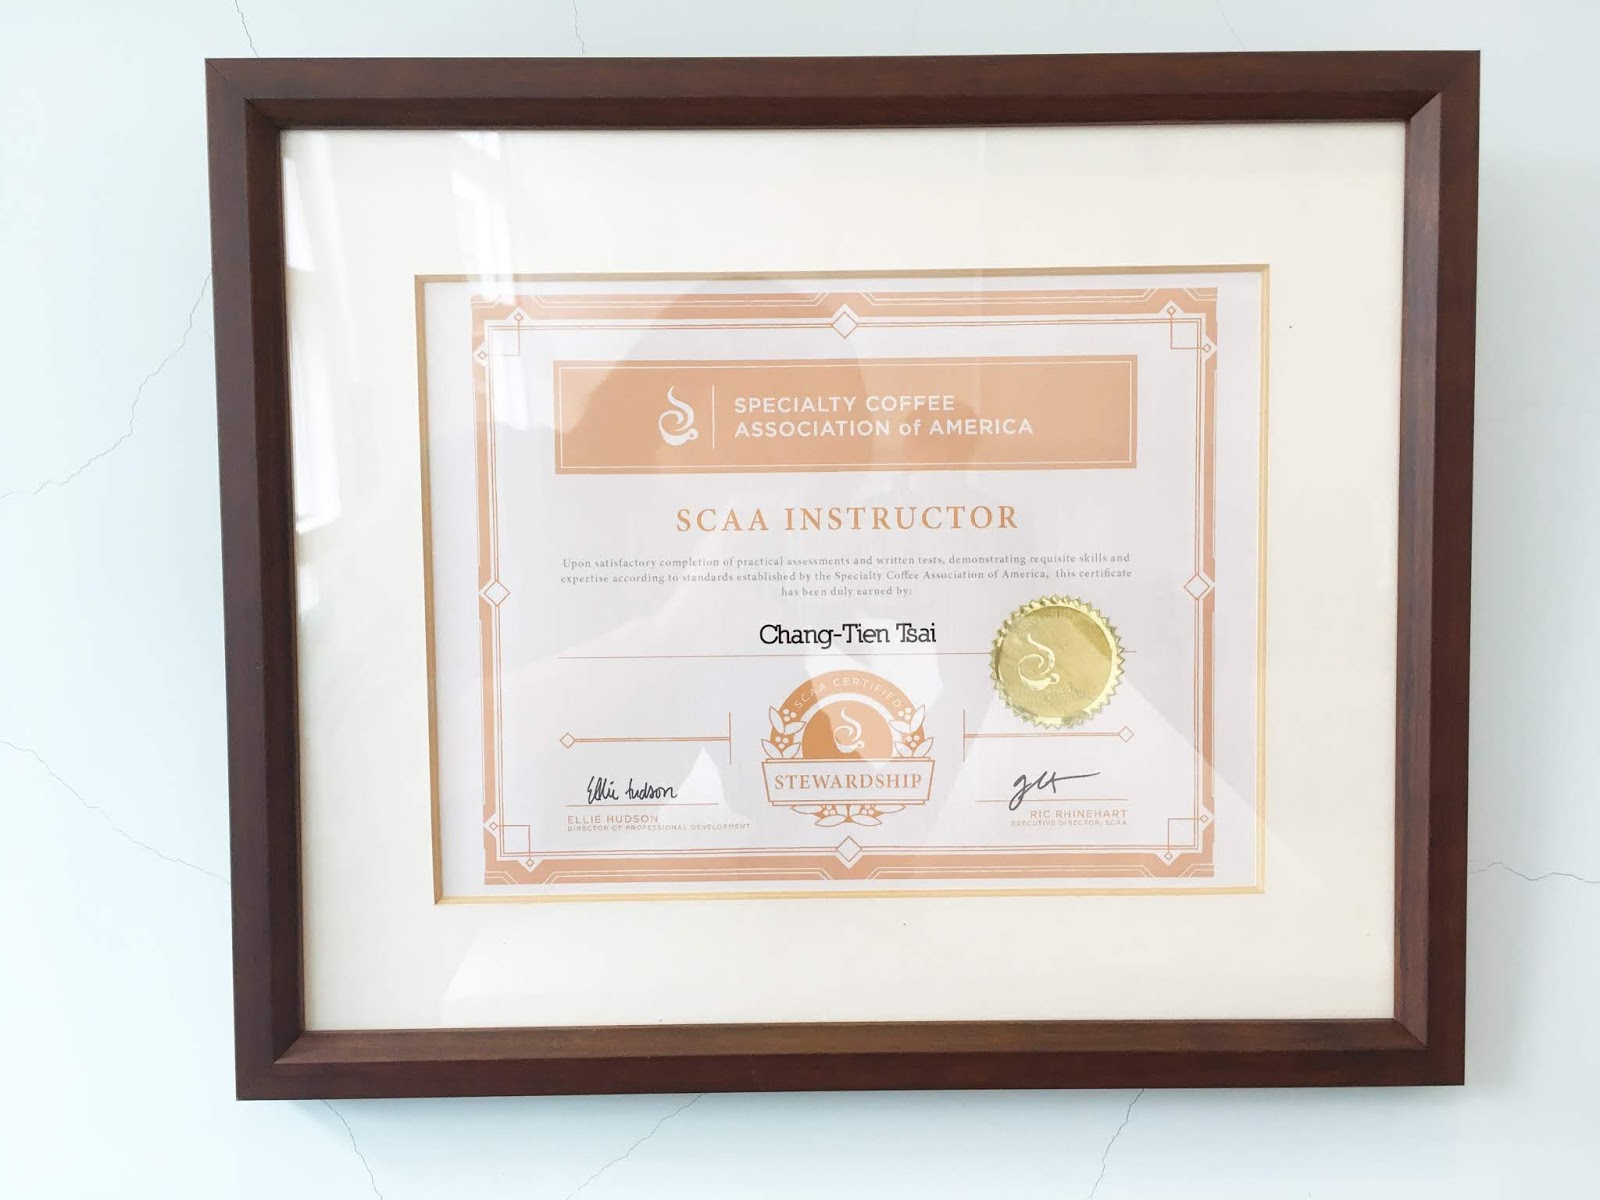 SPECIALTY COFFEE
ASSOCIATION of AMERICA
SCAA INSTRUCTOR
Upon satisfactory completion of practical assessments and written tests, demonstrating requisite skills and
expertise according to standards established by the Specialty Coffee Association of America, this certificate
has been duly earned by:
Chang-Tien Tsai
SCAA CERTIFIED
STEWARDSHIP
Ellie Hudson
ELLIE HUDSON
DIRECTOR OF PROFESSIONAL DEVELOPMENT
RIC RHINEHART
EXECUTIVE DIRECTOR, SCAA